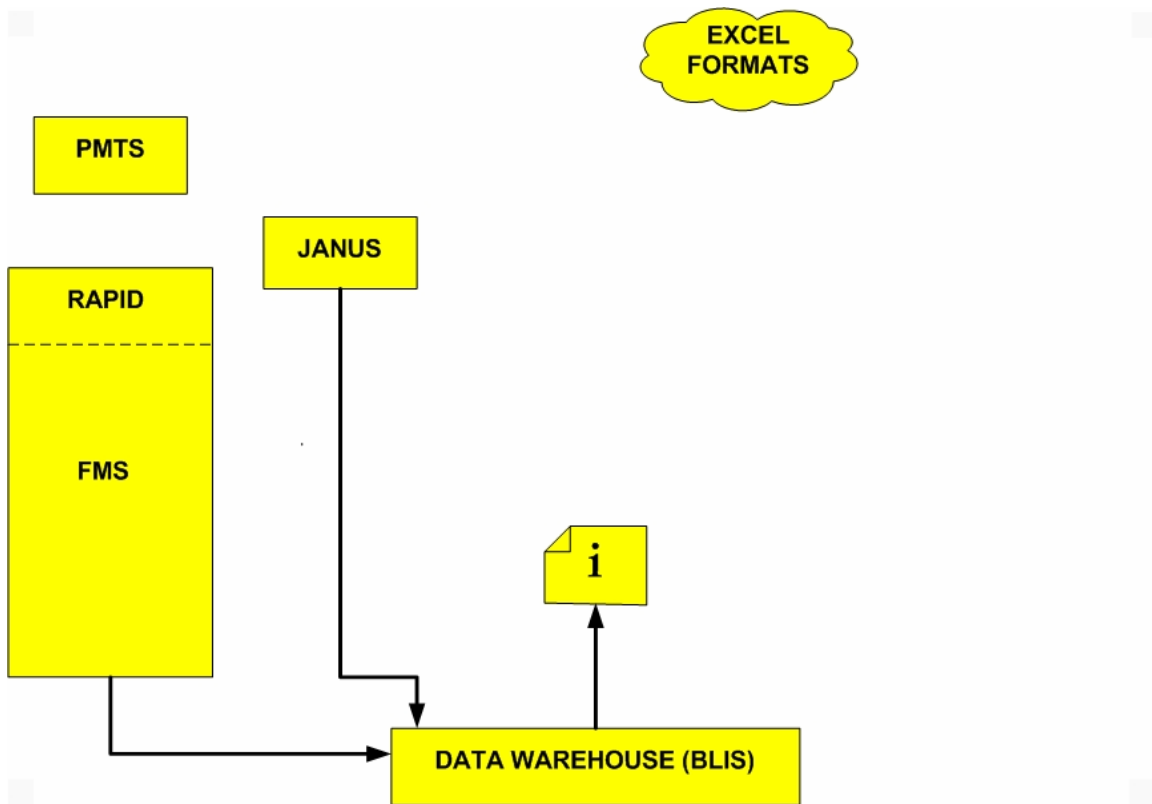 EXCEL
FORMATS
PMTS
JANUS
RAPID
FMS
i
DATA WAREHOUSE (BLIS)